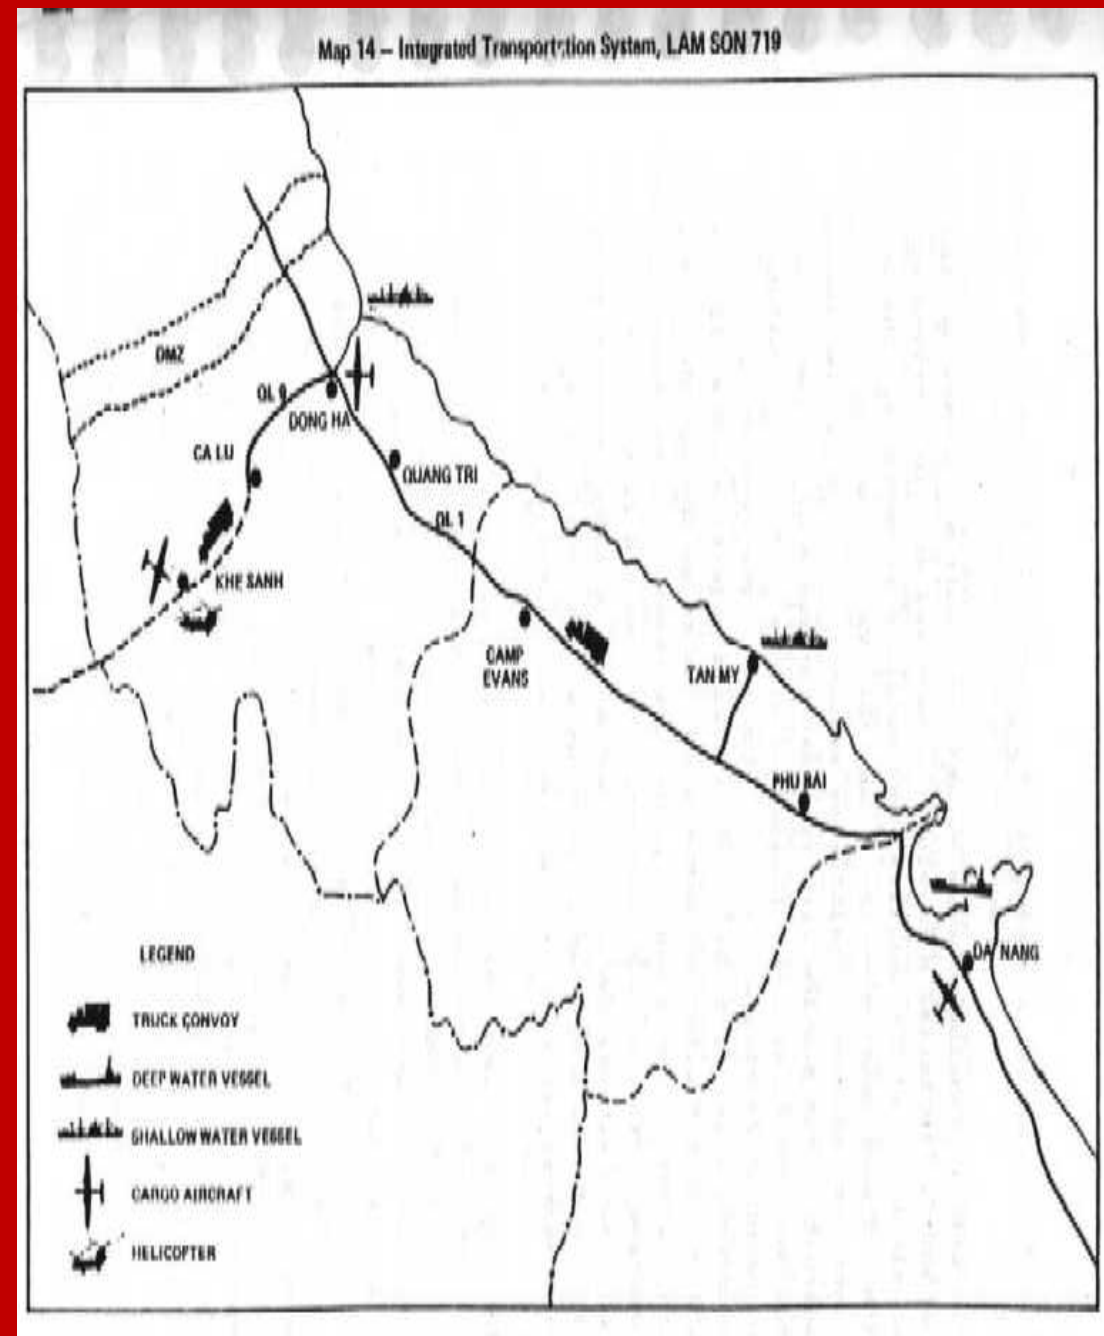 Map 14 – Integrated Transportation System, LAM SON 719
DMZ
QL 9
DONG HA
CA LU
QUANG TRI
QL 1
KHE SANH
CAMP
EVANS
TAN MY
PHU BAI
DA NANG
LEGEND
TRUCK CONVOY
DEEP WATER VESSEL
SHALLOW WATER VESSEL
CARGO AIRCRAFT
HELICOPTER